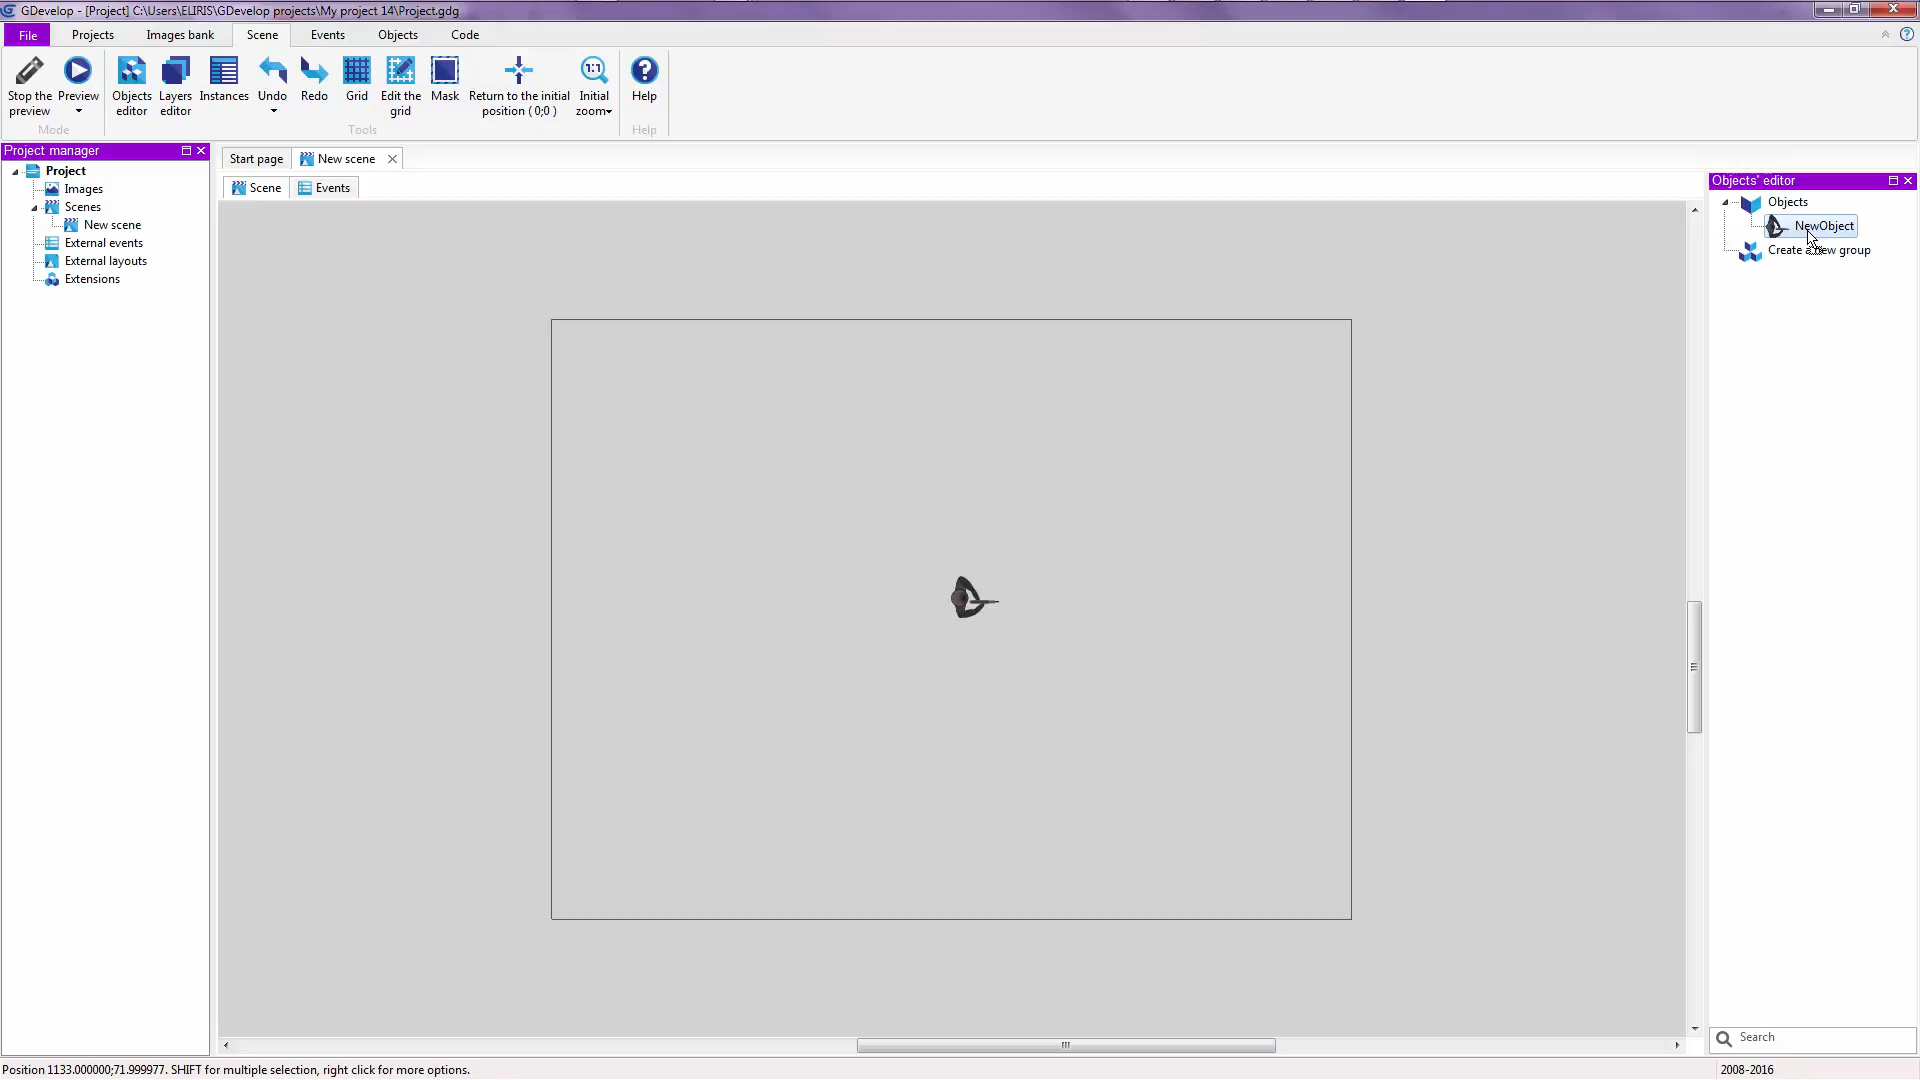 GDevelop - [Project] C:\Users\ELIRIS\GDevelop projects\My project 14\Project.gdg
File Projects Images bank Scene Events Objects Code
Stop the preview
Preview
Objects editor
Layers editor
Instances
Undo
Redo
Grid
Edit the grid
Mask
Return to the initial position ( 0;0 )
Initial zoom
Help
Mode Tools Help
Project manager
Project
Images
Scenes
New scene
External events
External layouts
Extensions
Start page New scene
Scene Events
Objects' editor
Objects
NewObject
Create a new group
Search
Position 1133.000000;71.999977. SHIFT for multiple selection, right click for more options.
2008-2016